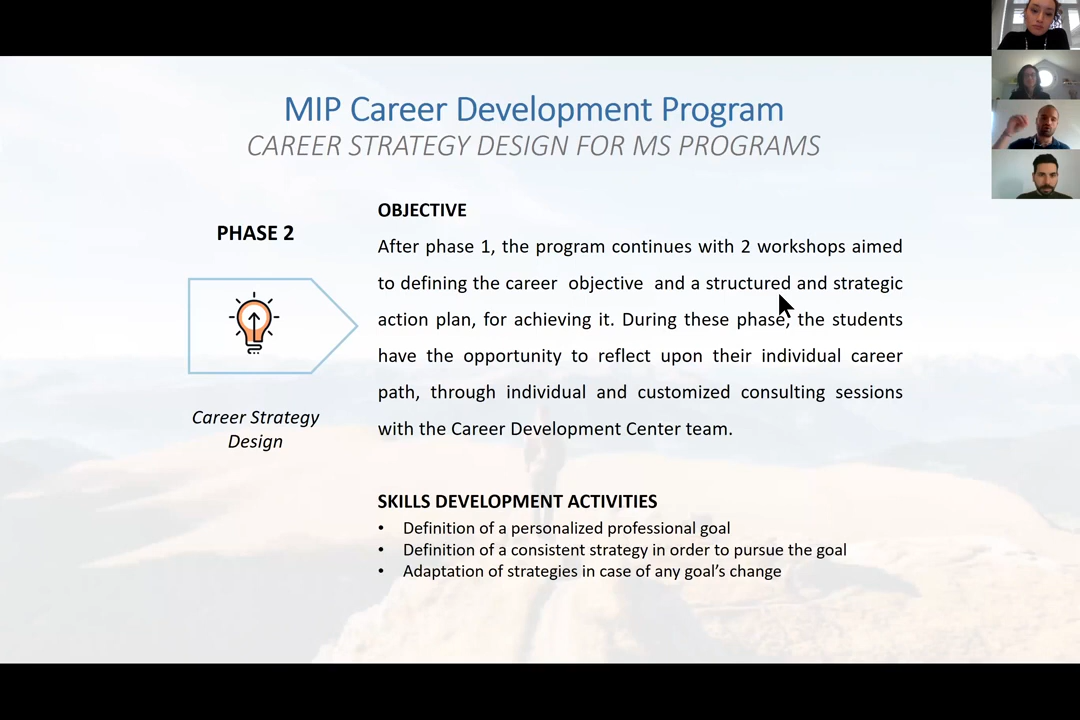 MIP Career Development Program
CAREER STRATEGY DESIGN FOR MS PROGRAMS
PHASE 2
Career Strategy
Design
OBJECTIVE
After phase 1, the program continues with 2 workshops aimed
to defining the career objective and a structured and strategic
action plan, for achieving it. During these phase, the students
have the opportunity to reflect upon their individual career
path, through individual and customized consulting sessions
with the Career Development Center team.
SKILLS DEVELOPMENT ACTIVITIES
• Definition of a personalized professional goal
• Definition of a consistent strategy in order to pursue the goal
• Adaptation of strategies in case of any goal’s change